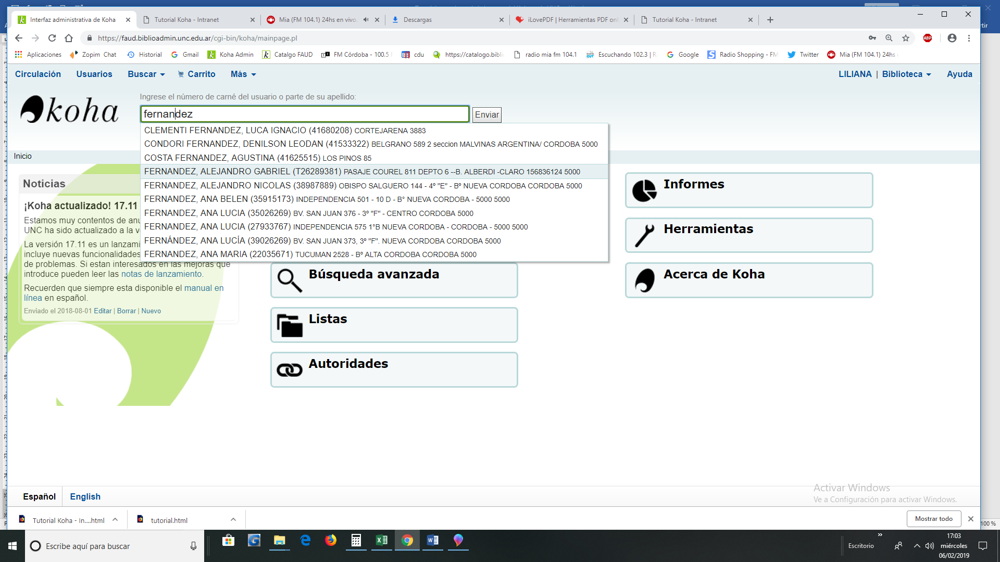 Interfaz administrativa de Koha
Tutorial Koha - Intranet
Mia (FM 104.1) 24hs en vivo.
Descargas
iLovePDF | Herramientas PDF onl
Tutorial Koha - Intranet
https://faud.biblioadmin.unc.edu.ar/cgi-bin/koha/mainpage.pl
ABP
Aplicaciones
Zopim Chat
Historial
Gmail
Koha Admin
Catalgo FAUD
FM Córdoba - 100.5 F
cdu
https://catalogo.bibli
radio mia fm 104.1
Escuchando 102.3 | R
Google
Radio Shopping - FM
Twitter
Mia (FM 104.1) 24hs
Circulación
Usuarios
Buscar
Carrito
Más
LILIANA | Biblioteca
Ayuda
koha
Ingrese el número de carné del usuario o parte de su apellido:
fernandez
Enviar
CLEMENTI FERNANDEZ, LUCA IGNACIO (41680208) CORTEJARENA 3883
CONDORI FERNANDEZ, DENILSON LEODAN (41533322) BELGRANO 589 2 seccion MALVINAS ARGENTINA/ CORDOBA 5000
COSTA FERNANDEZ, AGUSTINA (41625515) LOS PINOS 85
FERNANDEZ, ALEJANDRO GABRIEL (T26289381) PASAJE COUREL 811 DEPTO 6 --B. ALBERDI -CLARO 156836124 5000
FERNANDEZ, ALEJANDRO NICOLAS (38987889) OBISPO SALGUERO 144 - 4º "E" - Bº NUEVA CORDOBA CORDOBA 5000
FERNANDEZ, ANA BELEN (35915173) INDEPENDENCIA 501 - 10 D - B° NUEVA CORDOBA - 5000 5000
FERNANDEZ, ANA LUCIA (35026269) BV. SAN JUAN 376 - 3º "F" - CENTRO CORDOBA 5000
FERNANDEZ, ANA LUCIA (27933767) INDEPENDENCIA 575 1°B NUEVA CORDOBA - CORDOBA - 5000 5000
FERNÁNDEZ, ANA LUCÍA (39026269) BV. SAN JUAN 373, 3º "F". NUEVA CORDOBA CORDOBA 5000
FERNANDEZ, ANA MARIA (22035671) TUCUMAN 2528 - Bº ALTA CORDOBA CORDOBA 5000
Inicio
Noticias
¡Koha actualizado! 17.11
Estamos muy contentos de anu
UNC ha sido actualizado a la v
La versión 17.11 es un lanzami
incluye nuevas funcionalidades
de problemas. Si estan interesados en las mejoras que
introduce pueden leer las notas de lanzamiento.
Recuerden que siempre esta disponible el manual en
línea en español.
Enviado el 2018-08-01 Editar | Borrar | Nuevo
Búsqueda avanzada
Listas
Autoridades
Informes
Herramientas
Acerca de Koha
Español
English
Activar Windows
Ve a Configuración para activar Windows.
Tutorial Koha - In....html
tutorial.html
Mostrar todo
100 %
Escribe aquí para buscar
Escritorio
17:03
miércoles
06/02/2019